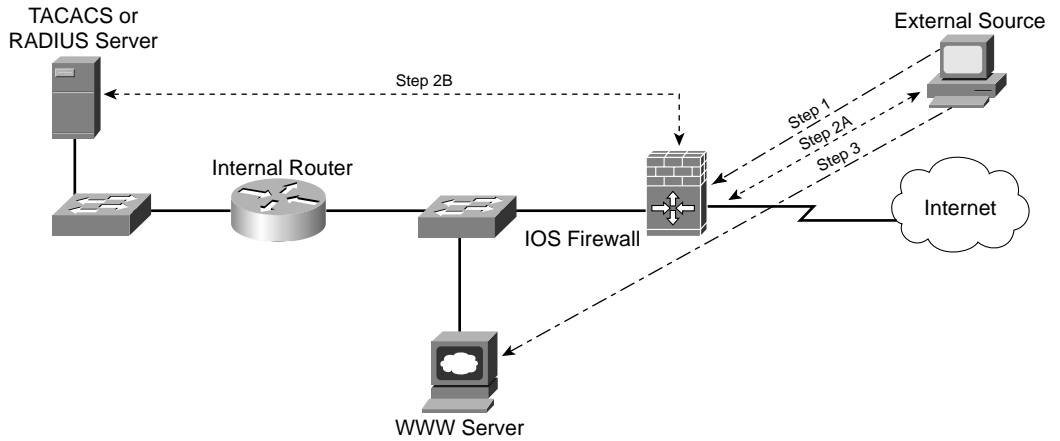 TACACS or
RADIUS Server
External Source
Step 2B
Step 1
Step 2A
Step 3
Internal Router
Internet
IOS Firewall
WWW Server